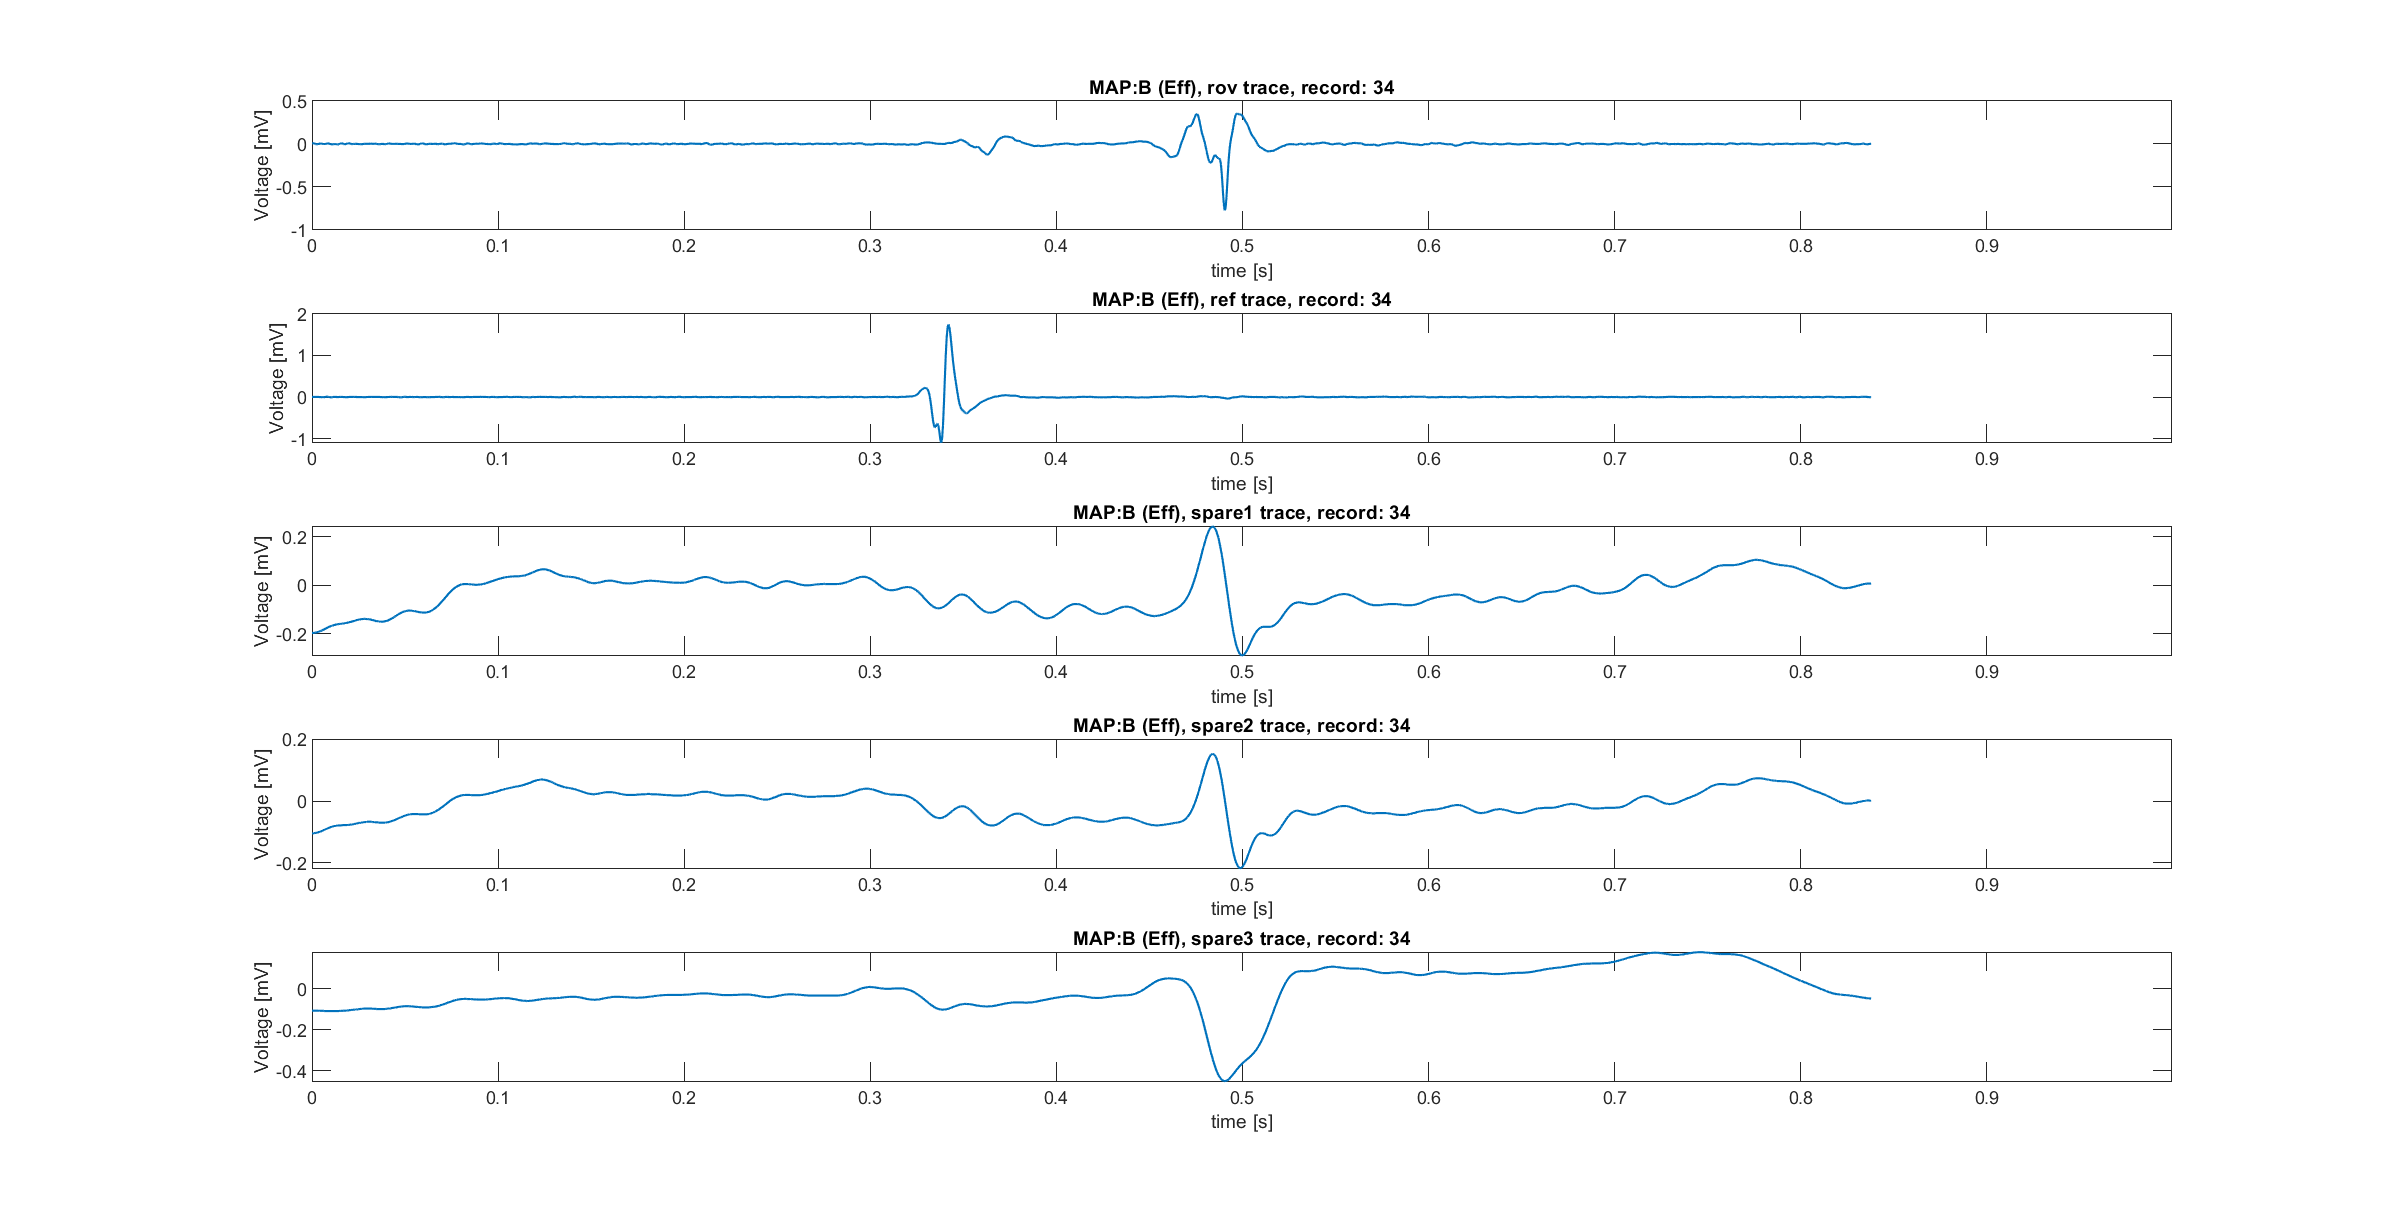 MAP:B (Eff), rov trace, record: 34
Voltage [mV]
0.5
0
-0.5
-1
0 0.1 0.2 0.3 0.4 0.5 0.6 0.7 0.8 0.9
time [s]
MAP:B (Eff), ref trace, record: 34
Voltage [mV]
2
1
0
-1
0 0.1 0.2 0.3 0.4 0.5 0.6 0.7 0.8 0.9
time [s]
MAP:B (Eff), spare1 trace, record: 34
Voltage [mV]
0.2
0
-0.2
0 0.1 0.2 0.3 0.4 0.5 0.6 0.7 0.8 0.9
time [s]
MAP:B (Eff), spare2 trace, record: 34
Voltage [mV]
0.2
0
-0.2
0 0.1 0.2 0.3 0.4 0.5 0.6 0.7 0.8 0.9
time [s]
MAP:B (Eff), spare3 trace, record: 34
Voltage [mV]
0
-0.2
-0.4
0 0.1 0.2 0.3 0.4 0.5 0.6 0.7 0.8 0.9
time [s]